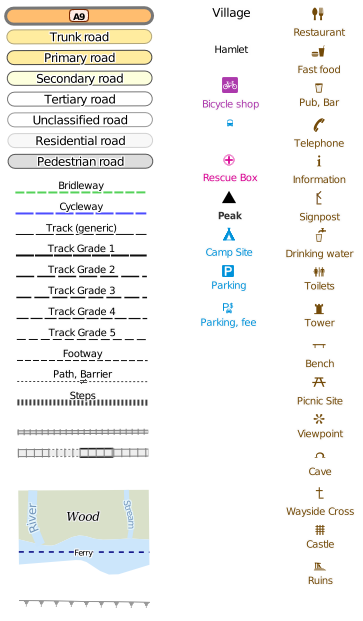 A9
Trunk road
Primary road
Secondary road
Tertiary road
Unclassified road
Residential road
Pedestrian road
Bridleway
Cycleway
Track (generic)
Track Grade 1
Track Grade 2
Track Grade 3
Track Grade 4
Track Grade 5
Footway
Path, Barrier
Steps
River
Wood
Stream
Ferry
Village
Hamlet
Bicycle shop
Rescue Box
Peak
Camp Site
P
Parking
P$
Parking, fee
Restaurant
Fast food
Pub, Bar
Telephone
i
Information
Signpost
Drinking water
Toilets
Tower
Bench
Picnic Site
Viewpoint
Cave
Wayside Cross
Castle
Ruins